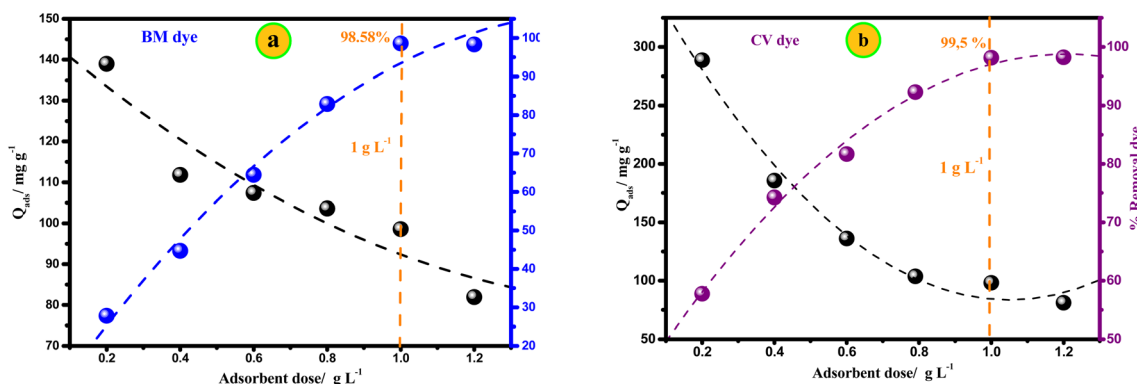 BM dye
a
98.58%
1 g L-1
Qads/ mg g-1
150
140
130
120
110
100
90
80
70
100
90
80
70
60
50
40
30
20
0.2 0.4 0.6 0.8 1.0 1.2
Adsorbent dose/ g L-1
CV dye
b
99,5 %
1 g L-1
Qads/ mg g-1
300
250
200
150
100
50
100
90
80
70
60
50
% Removal dye
0.2 0.4 0.6 0.8 1.0 1.2
Adsorbent dose/ g L-1